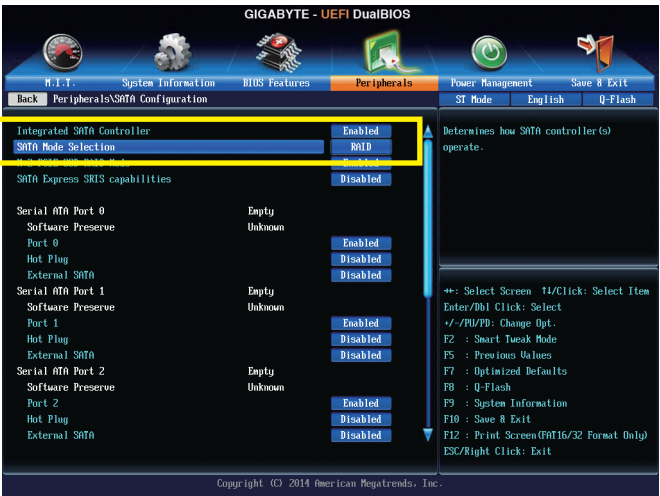 GIGABYTE - UEFI DualBIOS
M.I.T. System Information BIOS Features Peripherals Power Management Save & Exit
Back Peripherals\SATA Configuration ST Mode English Q-Flash
Integrated SATA Controller Enabled
SATA Mode Selection RAID
M.2 PCIE SSD RAID Mode Enabled
SATA Express SRIS capabilities Disabled
Serial ATA Port 0 Empty
Software Preserve Unknown
Port 0 Enabled
Hot Plug Disabled
External SATA Disabled
Serial ATA Port 1 Empty
Software Preserve Unknown
Port 1 Enabled
Hot Plug Disabled
External SATA Disabled
Serial ATA Port 2 Empty
Software Preserve Unknown
Port 2 Enabled
Hot Plug Disabled
External SATA Disabled
Determines how SATA controller(s)
operate.
↔: Select Screen ↑↓/Click: Select Item
Enter/Dbl Click: Select
+/-/PU/PD: Change Opt.
F2 : Smart Tweak Mode
F5 : Previous Values
F7 : Optimized Defaults
F8 : Q-Flash
F9 : System Information
F10 : Save & Exit
F12 : Print Screen(FAT16/32 Format Only)
ESC/Right Click: Exit
Copyright (C) 2014 American Megatrends, Inc.